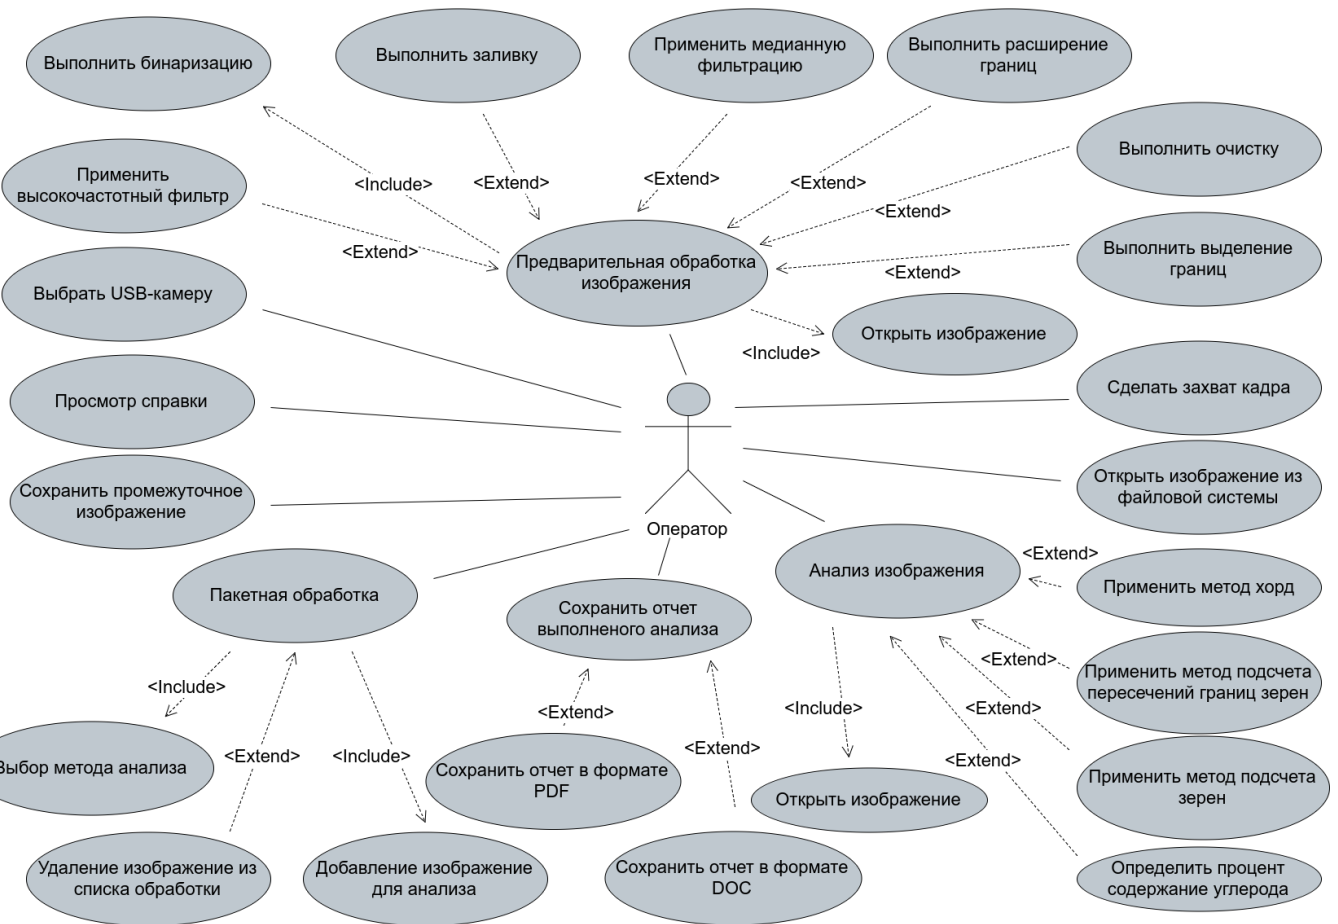 Выполнить бинаризацию
Выполнить заливку
Применить медианную
фильтрацию
Выполнить расширение
границ
Выполнить очистку
Применить
высокочастотный фильтр
<Include>
<Extend>
<Extend>
<Extend>
<Extend>
<Extend>
Предварительная обработка
изображения
Выполнить выделение
границ
<Extend>
Выбрать USB-камеру
Открыть изображение
<Include>
Просмотр справки
Сделать захват кадра
Сохранить промежуточное
изображение
Открыть изображение из
файловой системы
Оператор
Пакетная обработка
Сохранить отчет
выполненого анализа
Анализ изображения
<Extend>
Применить метод хорд
<Extend>
Применить метод подсчета
пересечений границ зерен
<Include>
<Extend>
<Include>
<Extend>
<Extend>
<Include>
<Extend>
<Extend>
Выбор метода анализа
Сохранить отчет в формате
PDF
Открыть изображение
Применить метод подсчета
зерен
Удаление изображение из
списка обработки
Добавление изображение
для анализа
Сохранить отчет в формате
DOC
Определить процент
содержание углерода